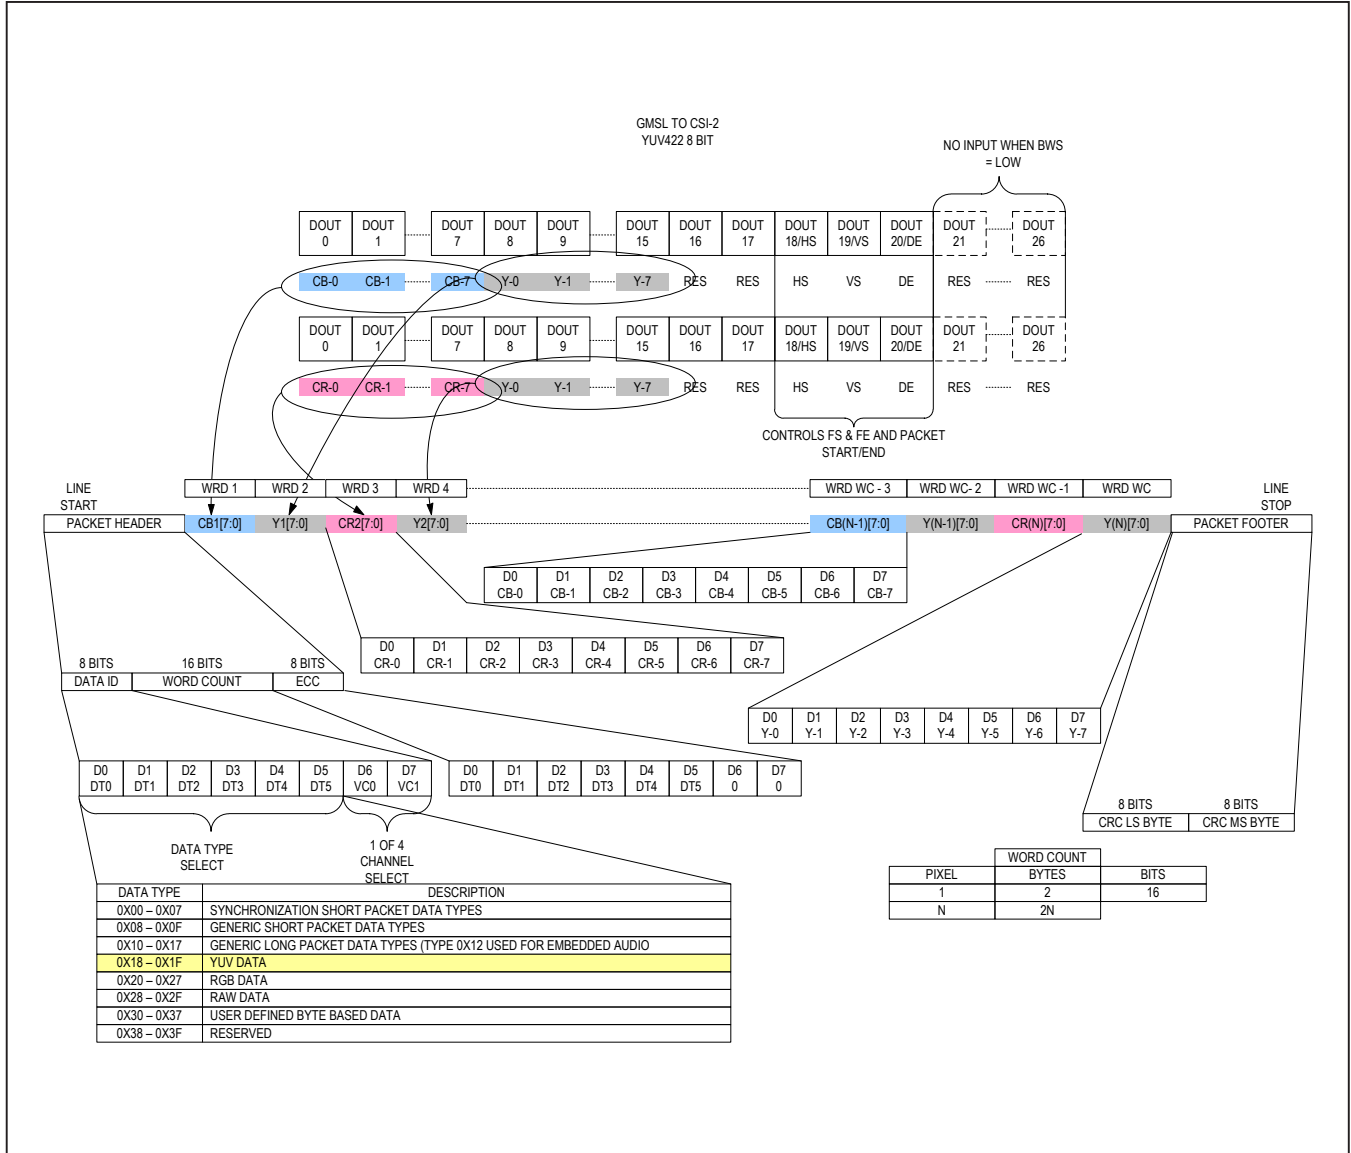 GMSL TO CSI-2
YUV422 8 BIT
NO INPUT WHEN BWS
= LOW
DOUT DOUT DOUT DOUT DOUT DOUT DOUT DOUT DOUT DOUT DOUT DOUT DOUT
0 1 7 8 9 15 16 17 18/HS 19/VS 20/DE 21 26
CB-0 CB-1 CB-7 Y-0 Y-1 Y-7 RES RES HS VS DE RES RES
DOUT DOUT DOUT DOUT DOUT DOUT DOUT DOUT DOUT DOUT DOUT DOUT DOUT
0 1 7 8 9 15 16 17 18/HS 19/VS 20/DE 21 26
CR-0 CR-1 CR-7 Y-0 Y-1 Y-7 RES RES HS VS DE RES RES
CONTROLS FS & FE AND PACKET
START/END
LINE
START
WRD 1 WRD 2 WRD 3 WRD 4 WRD WC - 3 WRD WC- 2 WRD WC -1 WRD WC
LINE
STOP
PACKET HEADER CB1[7:0] Y1[7:0] CR2[7:0] Y2[7:0] CB(N-1)[7:0] Y(N-1)[7:0] CR(N)[7:0] Y(N)[7:0] PACKET FOOTER
D0 D1 D2 D3 D4 D5 D6 D7
CB-0 CB-1 CB-2 CB-3 CB-4 CB-5 CB-6 CB-7
D0 D1 D2 D3 D4 D5 D6 D7
CR-0 CR-1 CR-2 CR-3 CR-4 CR-5 CR-6 CR-7
8 BITS 16 BITS 8 BITS
DATA ID WORD COUNT ECC
D0 D1 D2 D3 D4 D5 D6 D7
Y-0 Y-1 Y-2 Y-3 Y-4 Y-5 Y-6 Y-7
D0 D1 D2 D3 D4 D5 D6 D7
DT0 DT1 DT2 DT3 DT4 DT5 VC0 VC1
D0 D1 D2 D3 D4 D5 D6 D7
DT0 DT1 DT2 DT3 DT4 DT5 0 0
8 BITS 8 BITS
CRC LS BYTE CRC MS BYTE
DATA TYPE
SELECT
1 OF 4
CHANNEL
SELECT
WORD COUNT
PIXEL BYTES BITS
1 2 16
N 2N
DATA TYPE DESCRIPTION
0X00 – 0X07 SYNCHRONIZATION SHORT PACKET DATA TYPES
0X08 – 0X0F GENERIC SHORT PACKET DATA TYPES
0X10 – 0X17 GENERIC LONG PACKET DATA TYPES (TYPE 0X12 USED FOR EMBEDDED AUDIO
0X18 – 0X1F YUV DATA
0X20 – 0X27 RGB DATA
0X28 – 0X2F RAW DATA
0X30 – 0X37 USER DEFINED BYTE BASED DATA
0X38 – 0X3F RESERVED